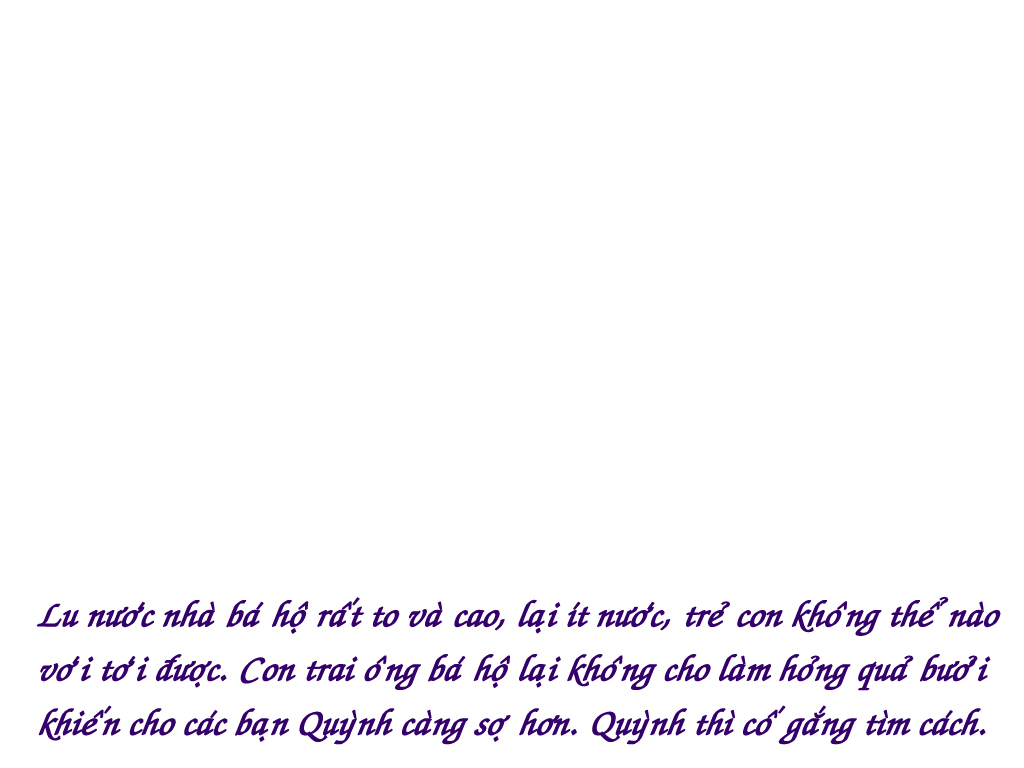 Lu nước nhà bá hộ rất to và cao, lại ít nước, trẻ con không thể nào
với tới được. Con trai ông bá hộ lại không cho làm hỏng quả bưởi
khiến cho các bạn Quỳnh càng sợ hơn. Quỳnh thì cố gắng tìm cách.